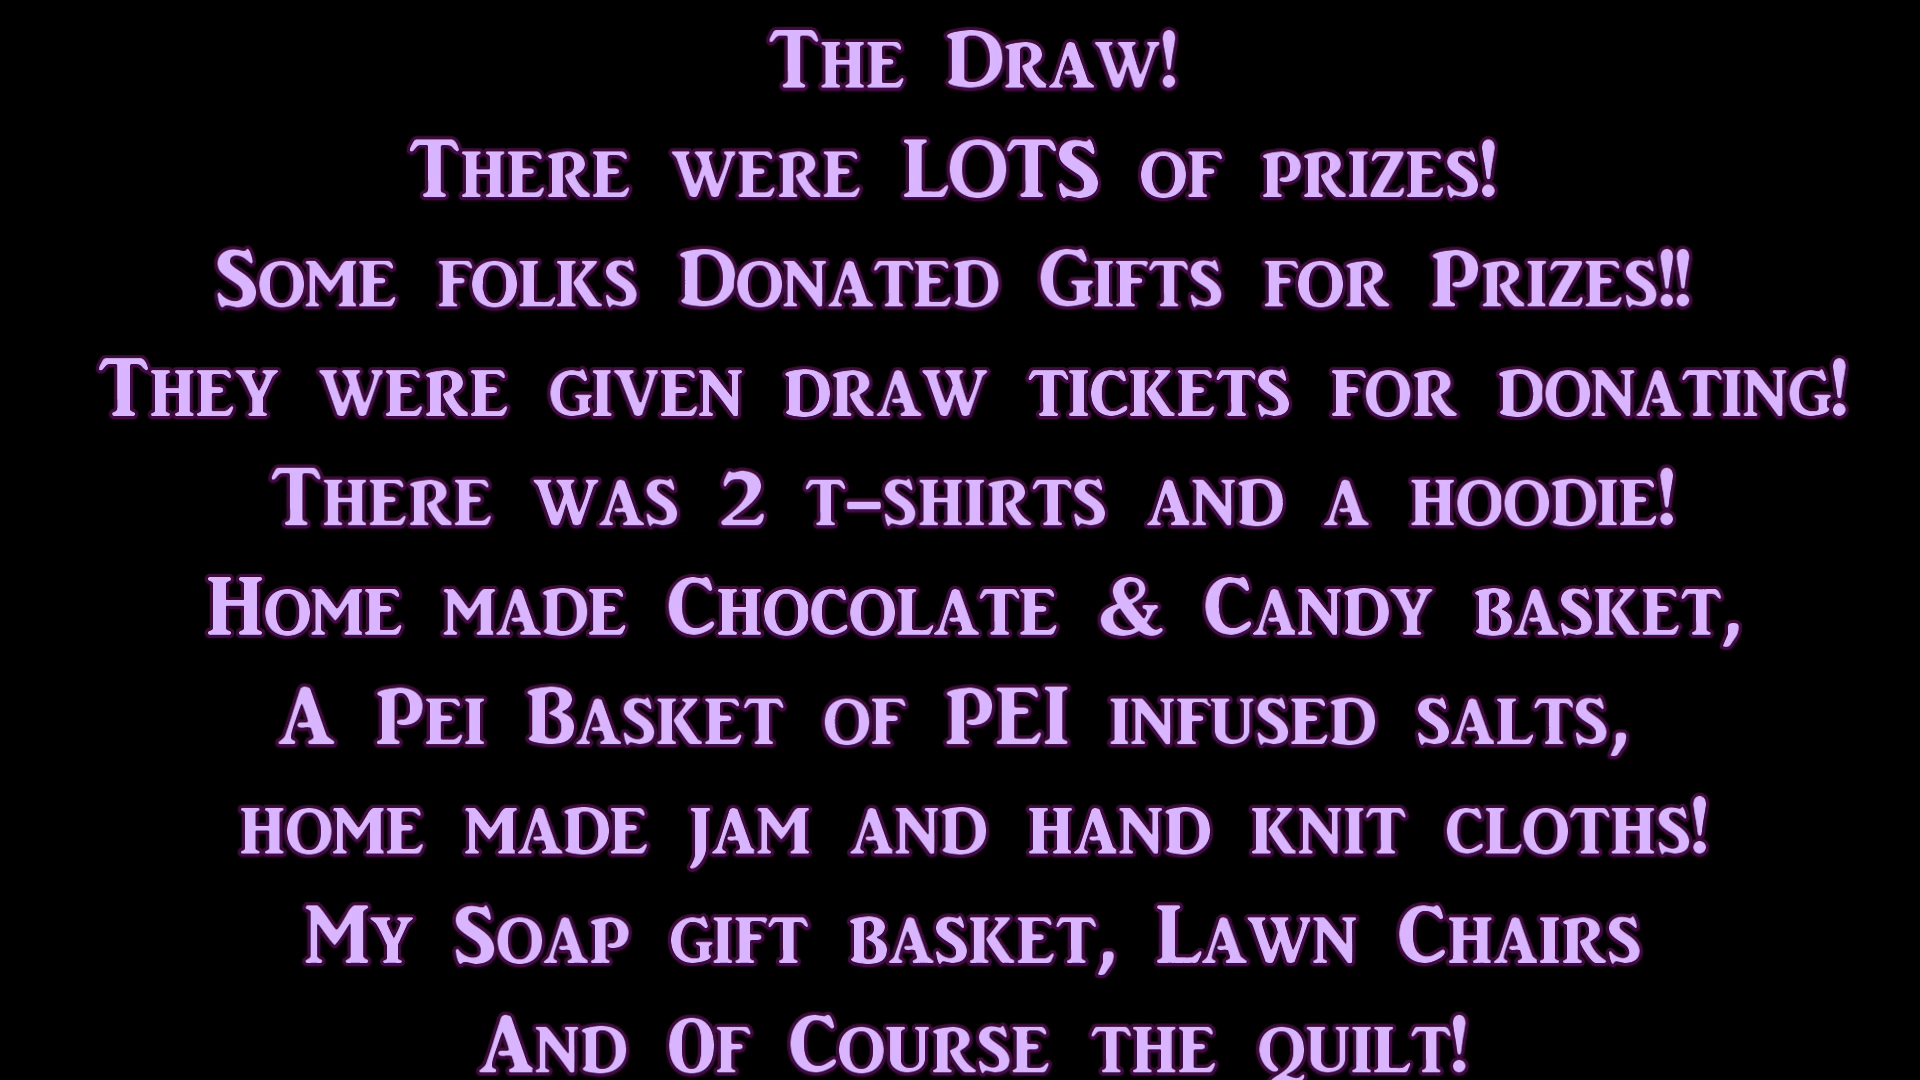 The Draw!
There were LOTS of prizes!
Some folks Donated Gifts for Prizes!!
They were given draw tickets for donating!
There was 2 t-shirts and a hoodie!
Home made Chocolate & Candy basket,
A Pei Basket of PEI infused salts,
home made jam and hand knit cloths!
My Soap gift basket, Lawn Chairs
And Of Course the quilt!